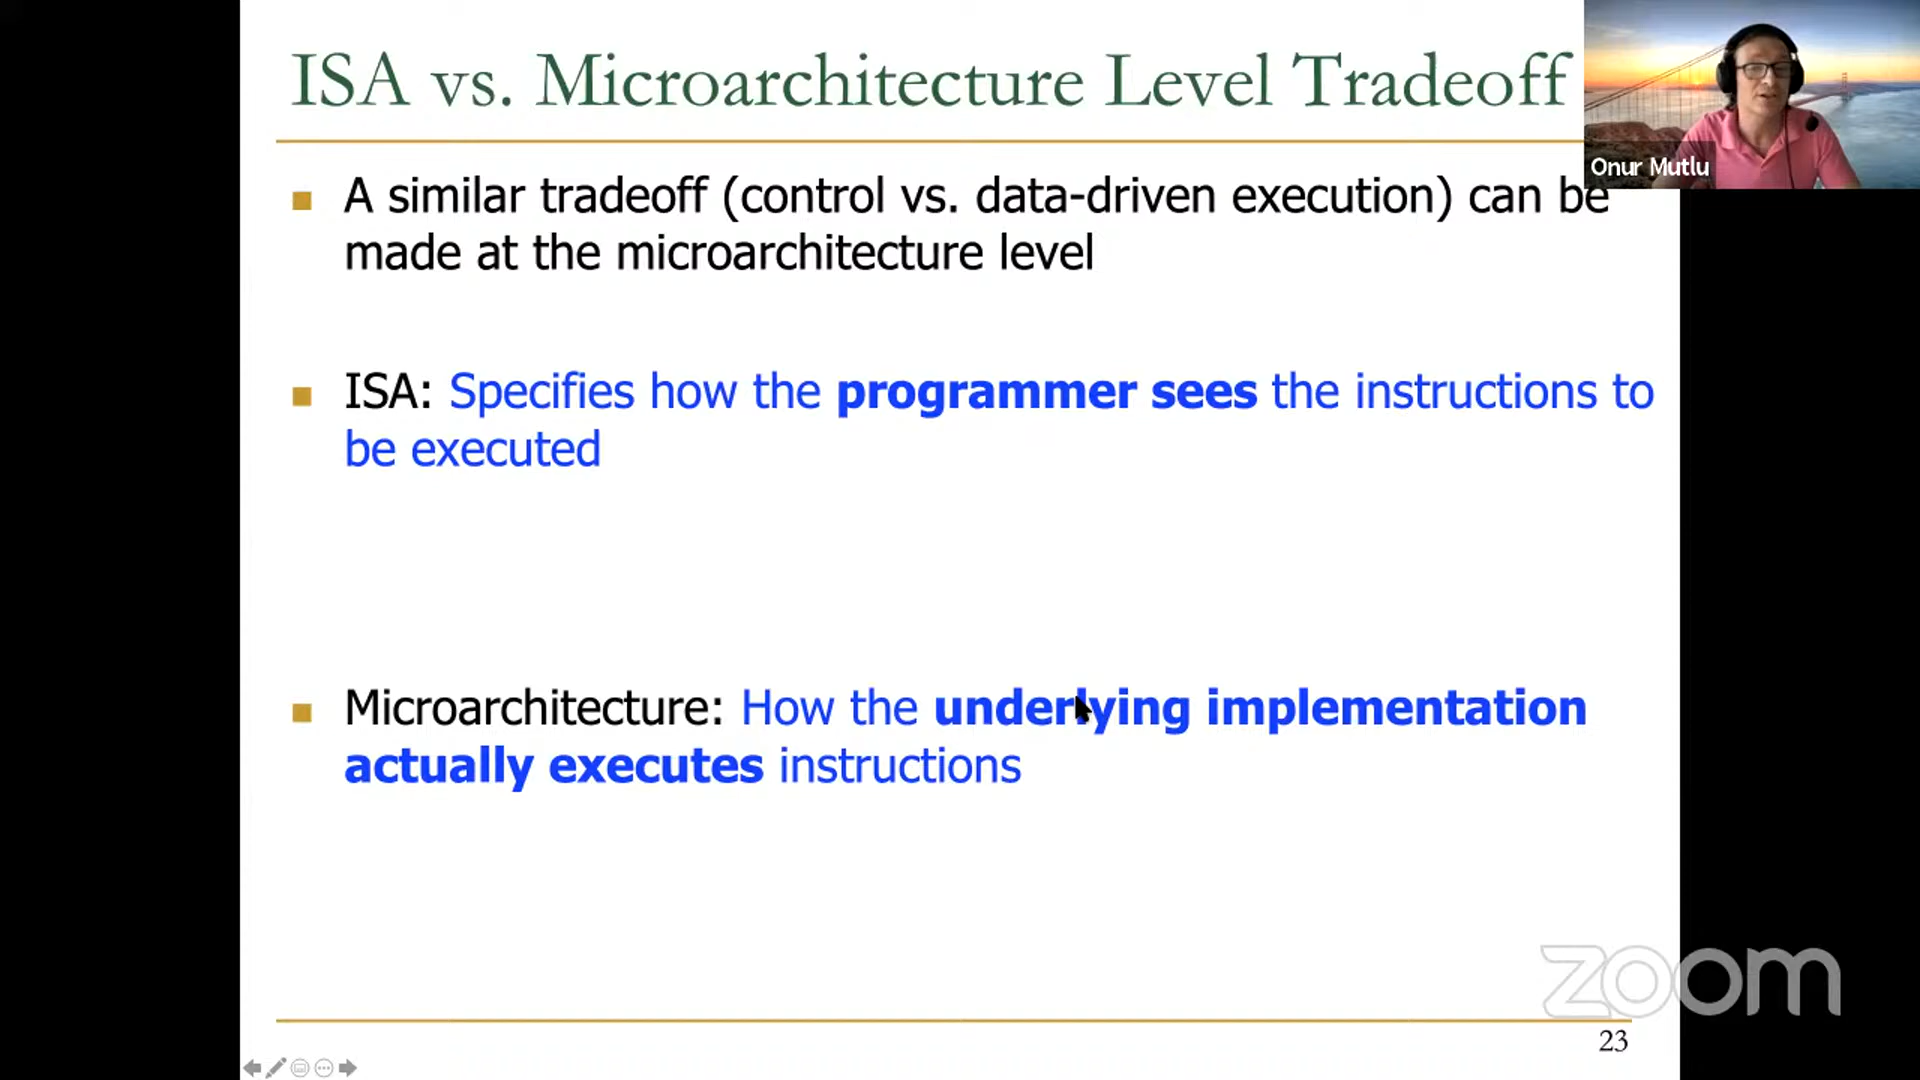 ISA vs. Microarchitecture Level Tradeoff
Onur Mutlu
A similar tradeoff (control vs. data-driven execution) can be
made at the microarchitecture level
ISA: Specifies how the programmer sees the instructions to
be executed
Microarchitecture: How the underlying implementation
actually executes instructions
zoom
23